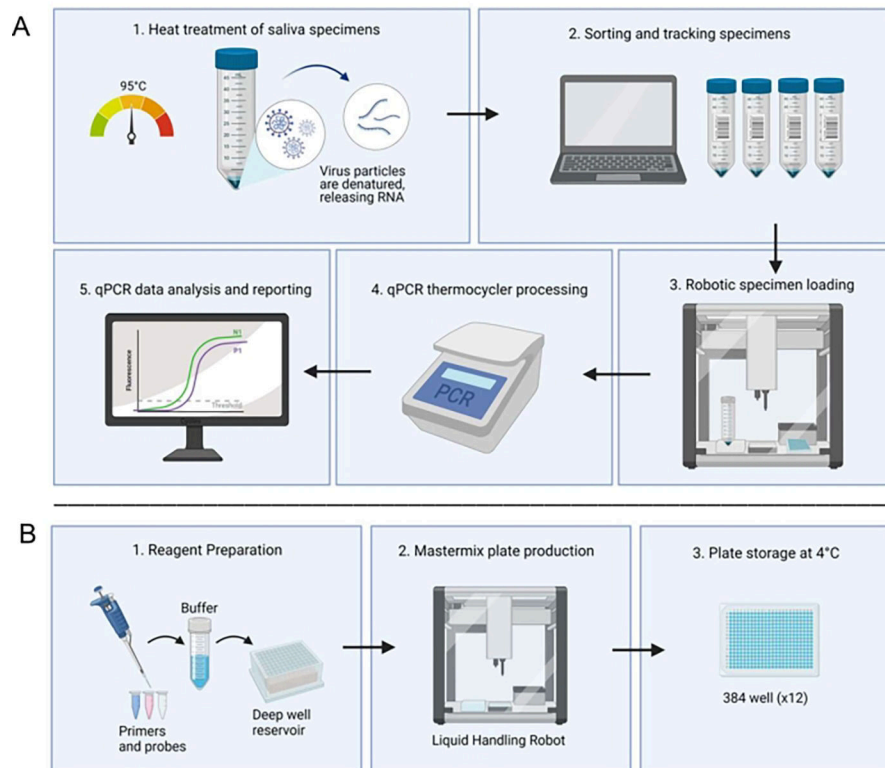 A
1. Heat treatment of saliva specimens
95°C
Virus particles
are denatured,
releasing RNA
2. Sorting and tracking specimens
3. Robotic specimen loading
4. qPCR thermocycler processing
PCR
5. qPCR data analysis and reporting
Fluorescence
N1
P1
Threshold
B
1. Reagent Preparation
Buffer
Primers
and probes
Deep well
reservoir
2. Mastermix plate production
Liquid Handling Robot
3. Plate storage at 4°C
384 well (x12)